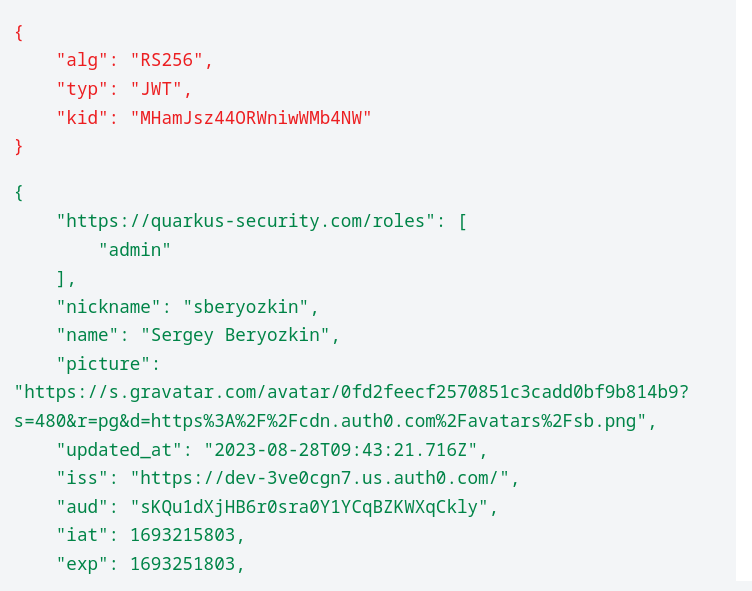 {
"alg": "RS256",
"typ": "JWT",
"kid": "MHamJsz44ORWniwWMb4NW"
}
{
"https://quarkus-security.com/roles": [
"admin"
],
"nickname": "sberyozkin",
"name": "Sergey Beryozkin",
"picture":
"https://s.gravatar.com/avatar/0fd2feecf2570851c3cadd0bf9b814b9?
s=480&r=pg&d=https%3A%2F%2Fcdn.auth0.com%2Favatars%2Fsb.png",
"updated_at": "2023-08-28T09:43:21.716Z",
"iss": "https://dev-3ve0cgn7.us.auth0.com/",
"aud": "sKQu1dXjHB6r0sra0Y1YCqBZKWXqCkly",
"iat": 1693215803,
"exp": 1693251803,